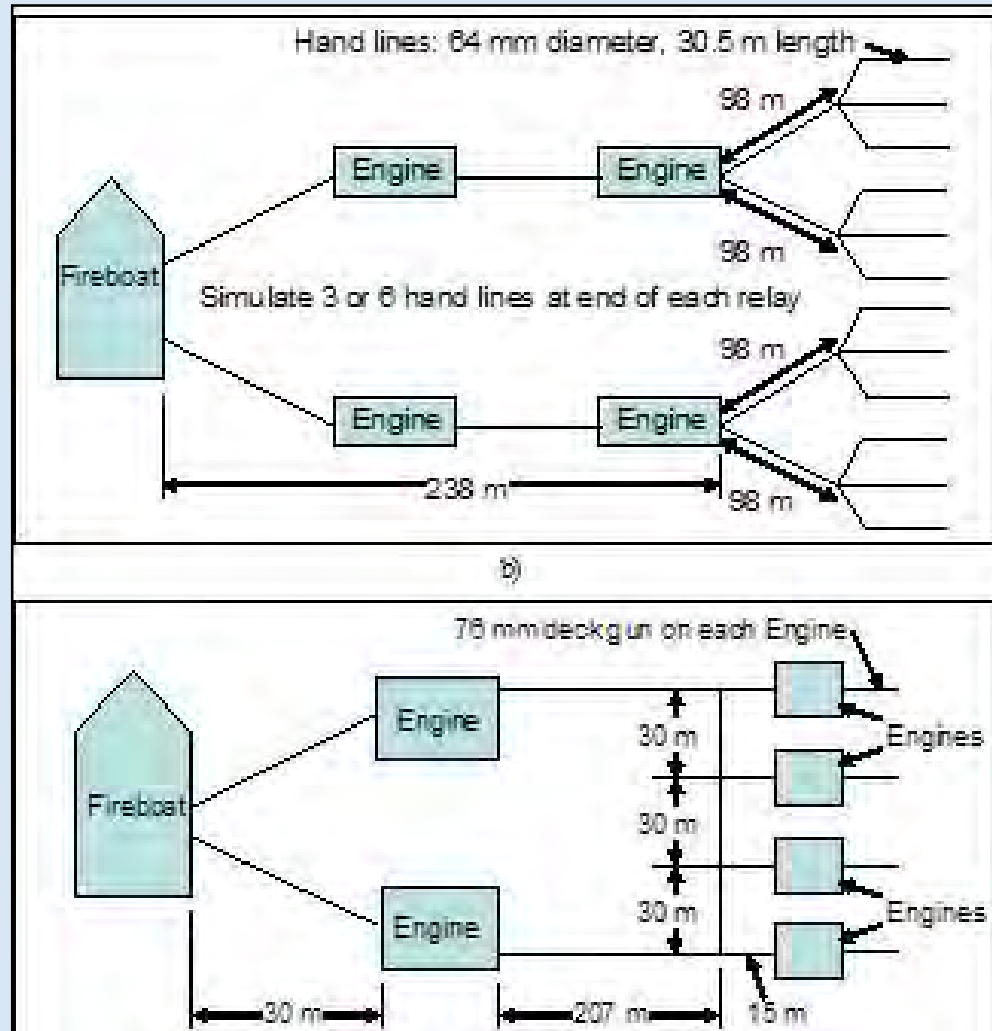 Hand lines: 64 mm diameter, 30.5 m length
98 m
Engine
Engine
98 m
Fireboat
Simulate 3 or 6 hand lines at end of each relay
98 m
Engine
Engine
238 m
98 m
b)
76 mm deckgun on each Engine
Engine
30 m
Engines
Fireboat
30 m
30 m
Engines
Engine
30 m
207 m
15 m